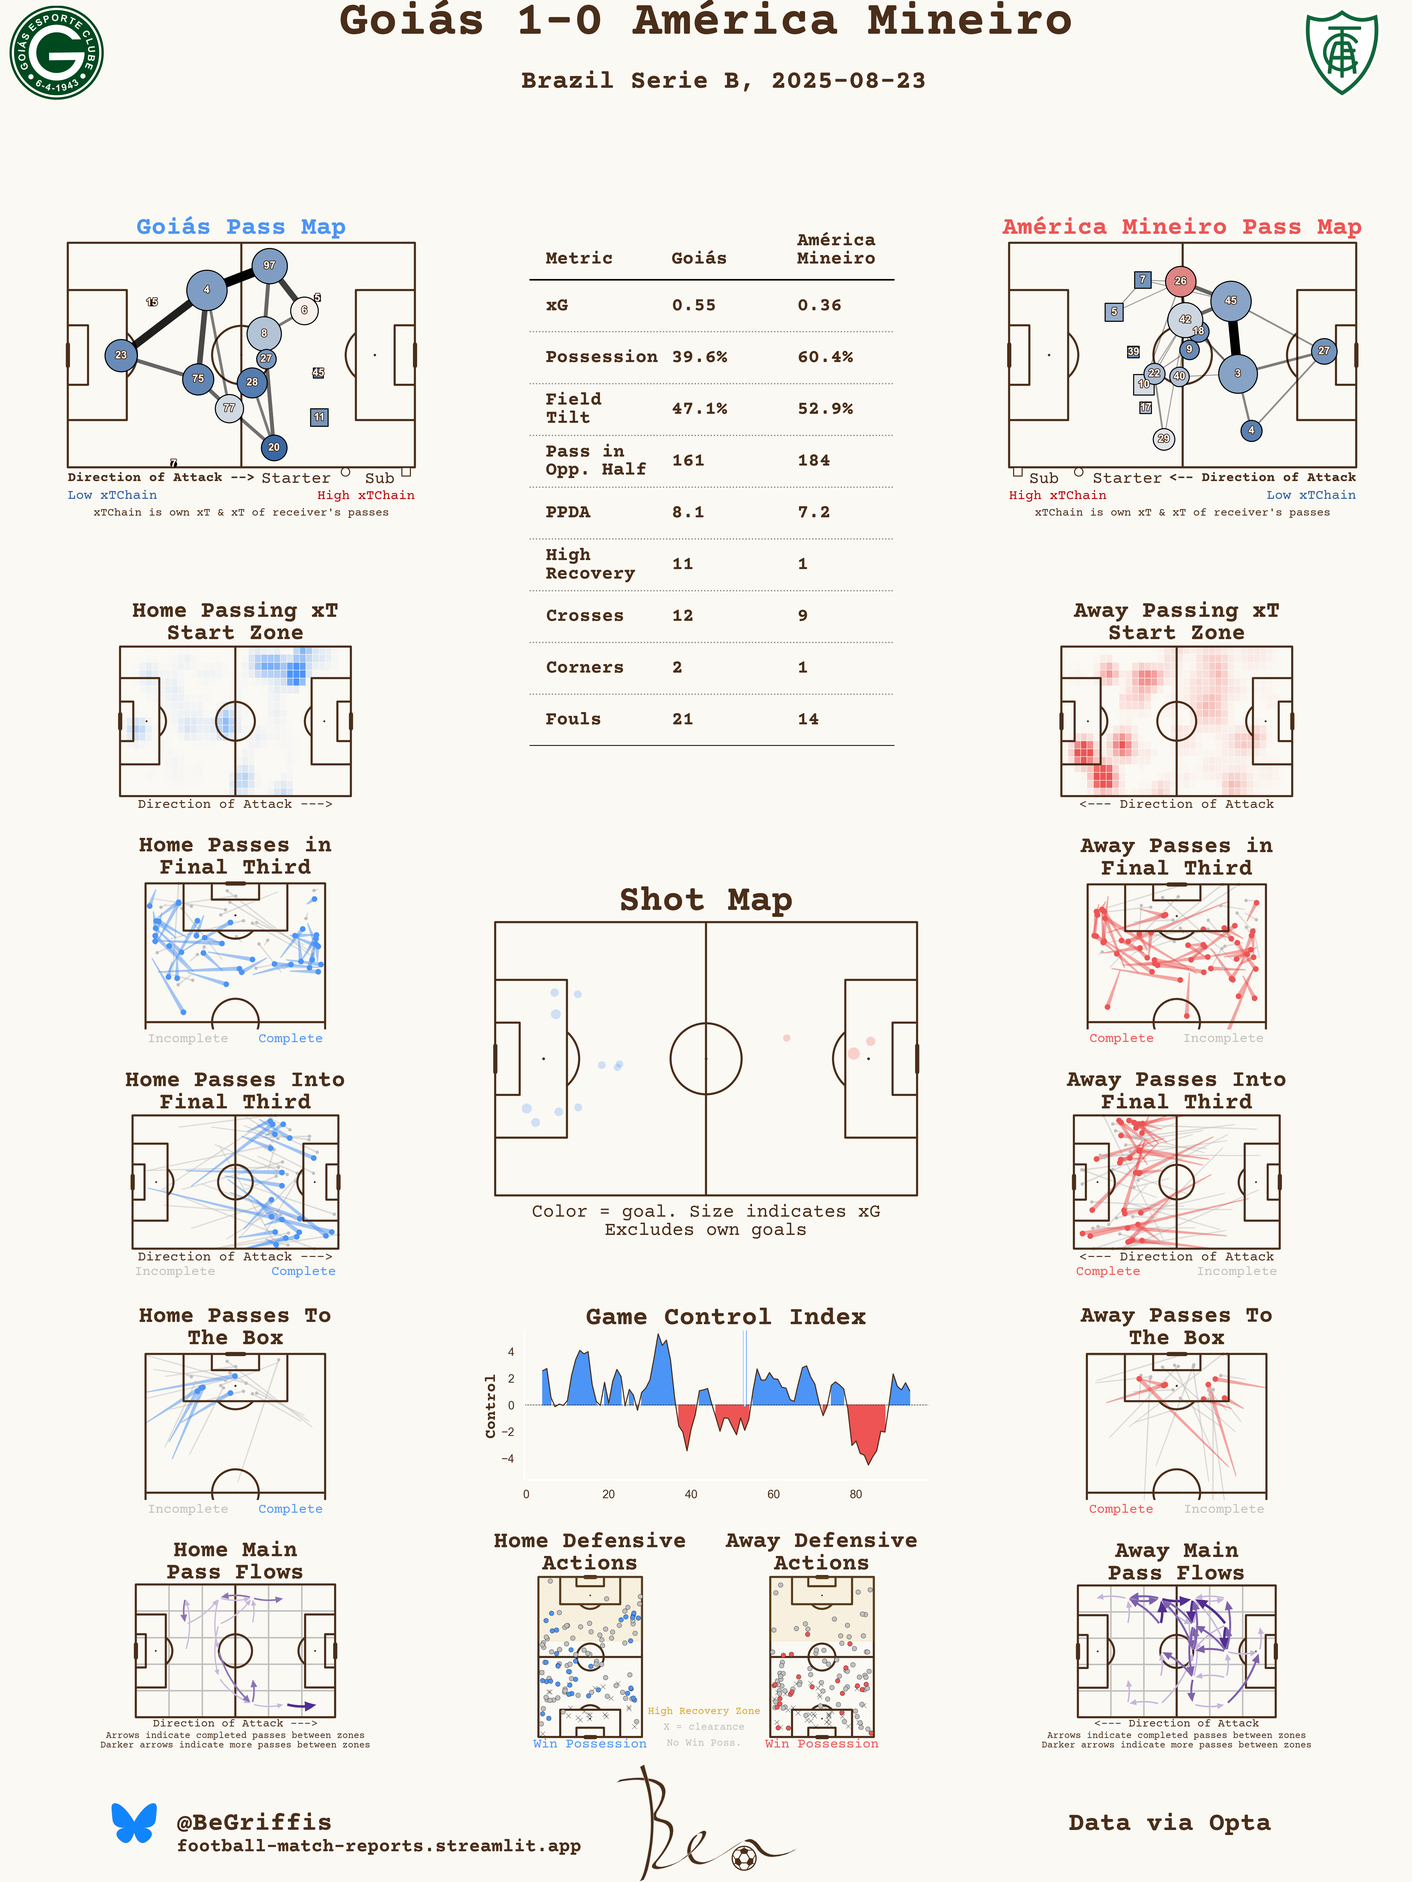 Goiás 1-0 América Mineiro
Brazil Serie B, 2025-08-23
GOIÁS ESPORTE CLUBE
6-4-1943
Goiás Pass Map
97
4
5
15
6
8
23
27
45
75
28
77
11
20
7
Direction of Attack --> Starter Sub
Low xTChain High xTChain
xTChain is own xT & xT of receiver's passes
Metric Goiás América Mineiro
xG 0.55 0.36
Possession 39.6% 60.4%
Field Tilt 47.1% 52.9%
Pass in Opp. Half 161 184
PPDA 8.1 7.2
High Recovery 11 1
Crosses 12 9
Corners 2 1
Fouls 21 14
América Mineiro Pass Map
7
26
45
5
42
18
39
9
27
22
40
3
10
17
29
4
Sub Starter <-- Direction of Attack
High xTChain Low xTChain
xTChain is own xT & xT of receiver's passes
Home Passing xT
Start Zone
Direction of Attack --->
Away Passing xT
Start Zone
<--- Direction of Attack
Home Passes in
Final Third
Incomplete Complete
Away Passes in
Final Third
Complete Incomplete
Shot Map
Color = goal. Size indicates xG
Excludes own goals
Home Passes Into
Final Third
Direction of Attack --->
Incomplete Complete
Away Passes Into
Final Third
<--- Direction of Attack
Complete Incomplete
Home Passes To
The Box
Incomplete Complete
Game Control Index
Control
4
2
0
−2
−4
0 20 40 60 80
Away Passes To
The Box
Complete Incomplete
Home Main
Pass Flows
Direction of Attack --->
Arrows indicate completed passes between zones
Darker arrows indicate more passes between zones
Home Defensive
Actions
Win Possession
High Recovery Zone
X = clearance
No Win Poss.
Away Defensive
Actions
Win Possession
Away Main
Pass Flows
<--- Direction of Attack
Arrows indicate completed passes between zones
Darker arrows indicate more passes between zones
@BeGriffis
football-match-reports.streamlit.app
Ben
Data via Opta